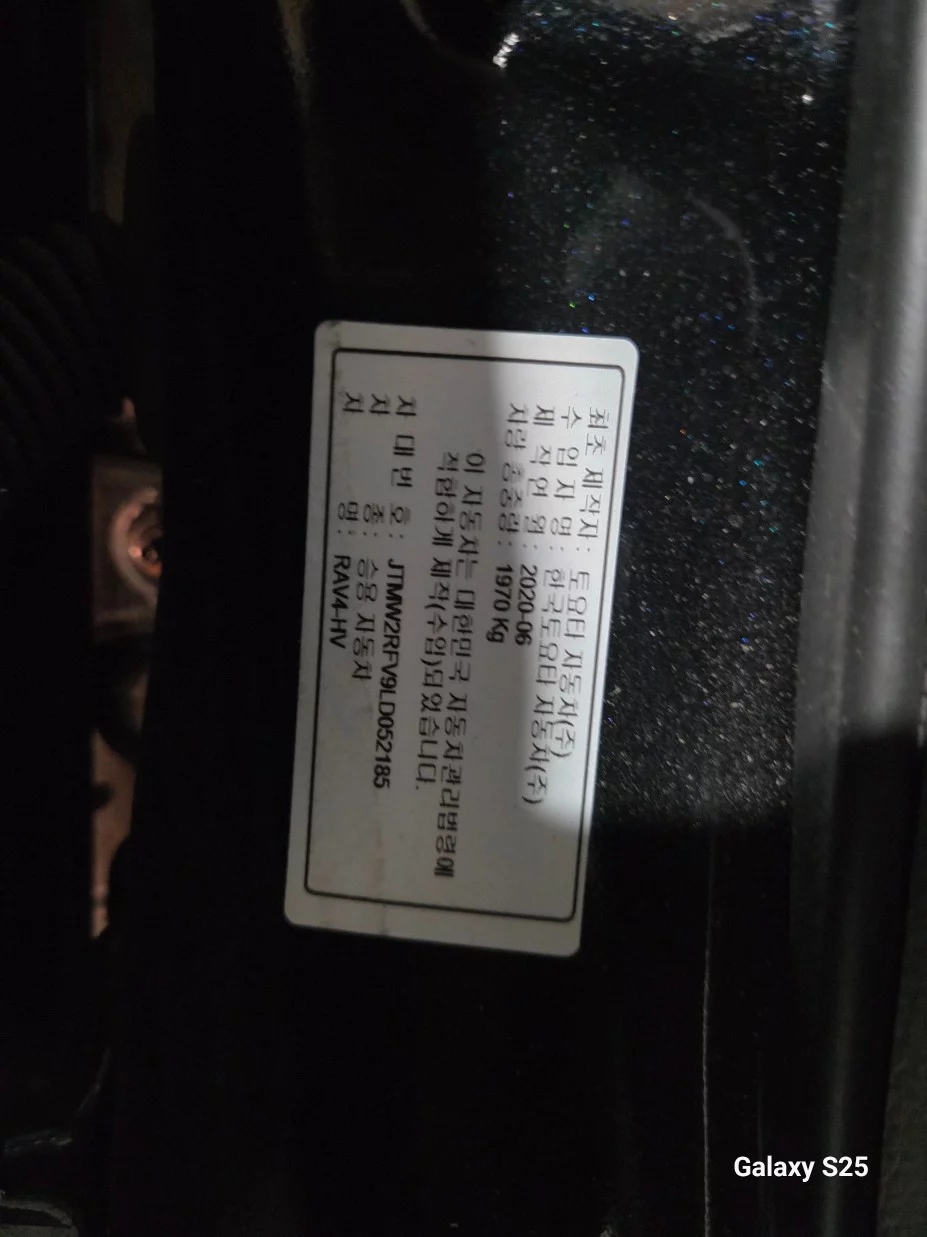 최초 제작자 : 토요타 자동차(주)
수 입 자 명 : 한국토요타 자동차(주)
제 작 연 월 : 2020-06
차량 총중량 : 1970 Kg
이 자동차는 대한민국 자동차관리법령에
적합하게 제작(수입)되었습니다.
차 대 번 호 : JTMW2RFV9LD052185
차 종 : 승용 자동차
차 명 : RAV4-HV
Galaxy S25